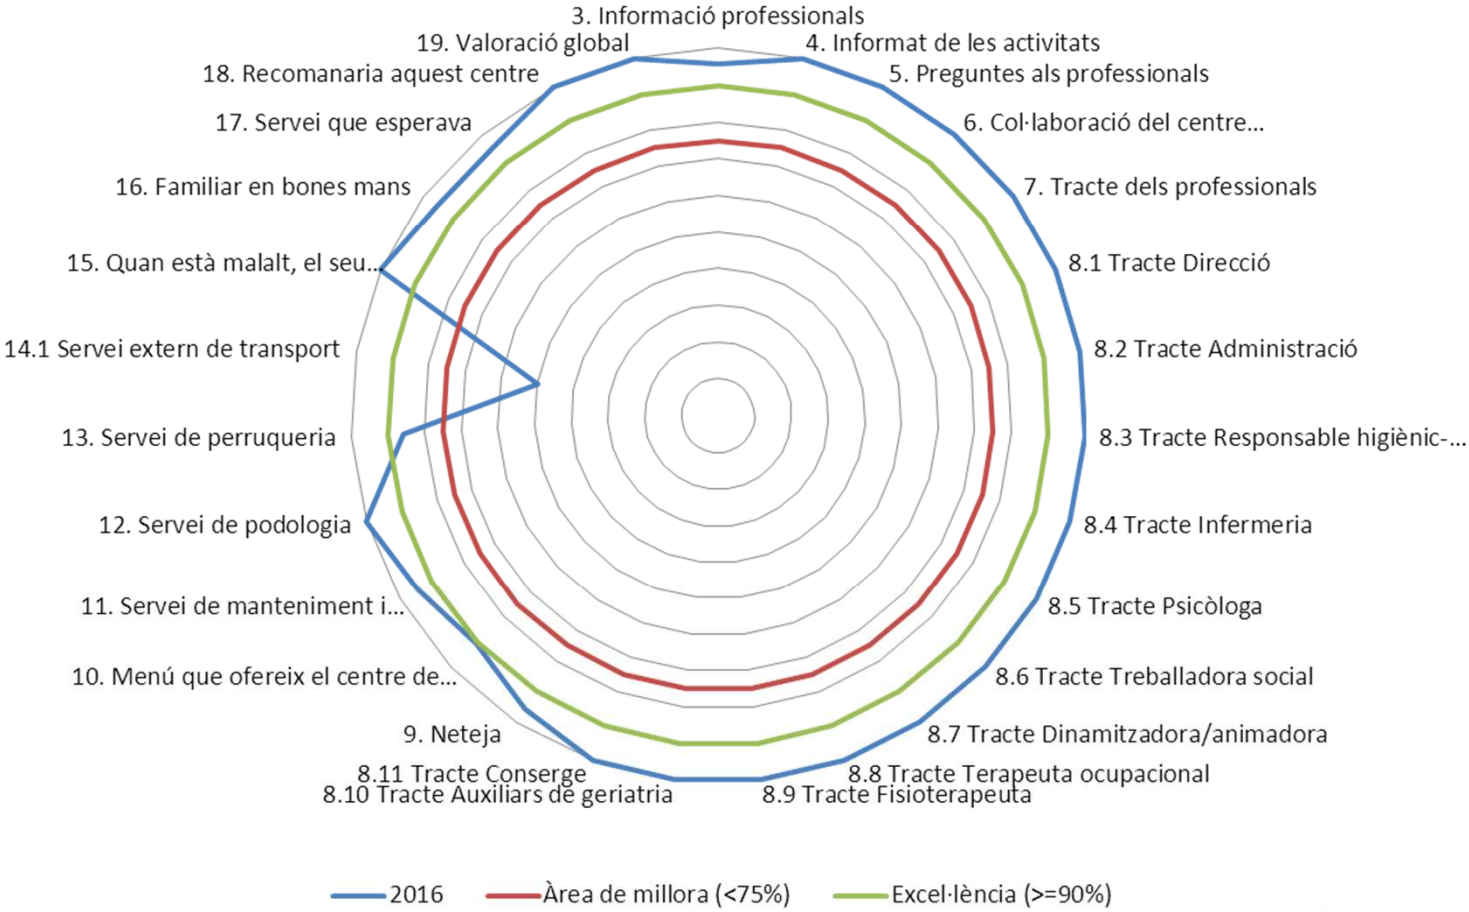 3. Informació professionals
4. Informat de les activitats
5. Preguntes als professionals
6. Col·laboració del centre...
7. Tracte dels professionals
8.1 Tracte Direcció
8.2 Tracte Administració
8.3 Tracte Responsable higiènic-...
8.4 Tracte Infermeria
8.5 Tracte Psicòloga
8.6 Tracte Treballadora social
8.7 Tracte Dinamitzadora/animadora
8.8 Tracte Terapeuta ocupacional
8.9 Tracte Fisioterapeuta
8.10 Tracte Auxiliars de geriatria
8.11 Tracte Conserge
9. Neteja
10. Menú que ofereix el centre de...
11. Servei de manteniment i...
12. Servei de podologia
13. Servei de perruqueria
14.1 Servei extern de transport
15. Quan està malalt, el seu...
16. Familiar en bones mans
17. Servei que esperava
18. Recomanaria aquest centre
19. Valoració global
2016
Àrea de millora (<75%)
Excel·lència (>=90%)